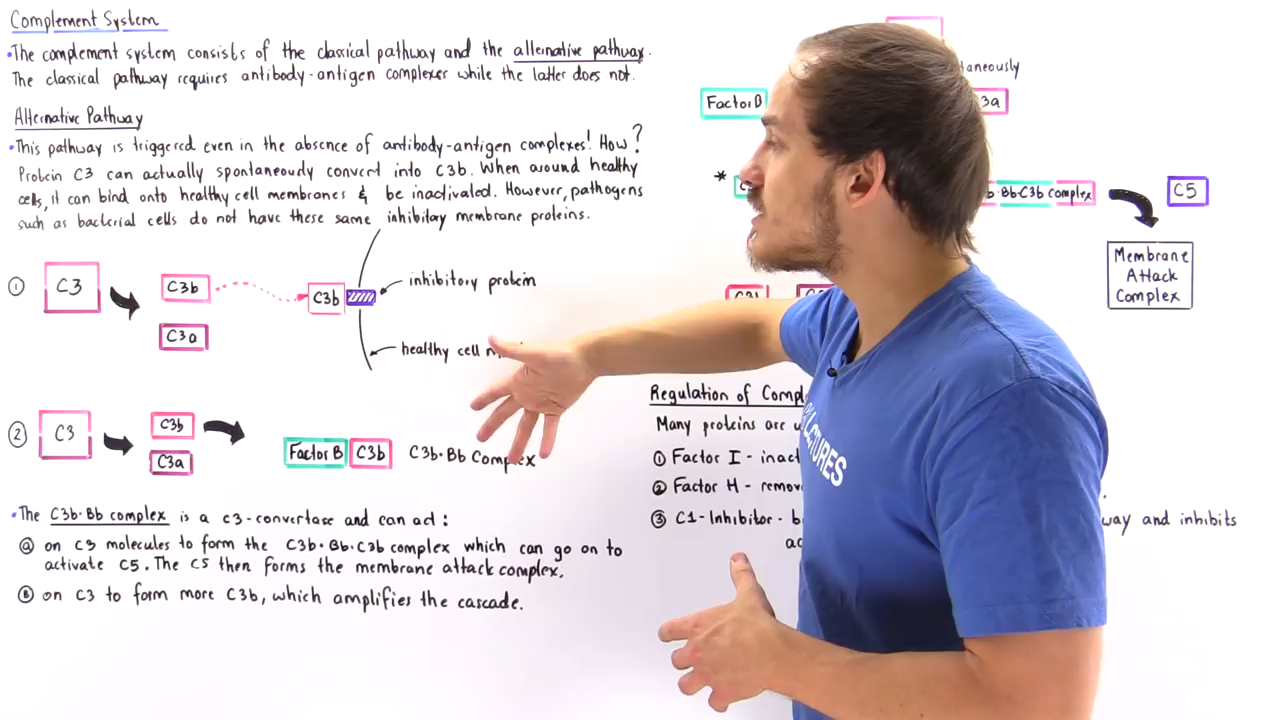 Complement System
•The complement system consists of the classical pathway and the alternative pathway.
The classical pathway requires antibody-antigen complexes while the latter does not.
Alternative Pathway
•This pathway is triggered even in the absence of antibody-antigen complexes! How?
Protein C3 can actually spontaneously convert into C3b. When around healthy
cells, it can bind onto healthy cell membranes & be inactivated. However, pathogens
such as bacterial cells do not have these same inhibitory membrane proteins.
① C3
C3b
C3a
C3b
inhibitory protein
healthy cell
② C3
C3b
C3a
Factor B C3b C3b·Bb Complex
•The C3b·Bb complex is a C3-convertase and can act:
ⓐ on C3 molecules to form the C3b·Bb·C3b complex which can go on to
activate C5. The C5 then forms the membrane attack complex.
ⓑ on C3 to form more C3b, which amplifies the cascade.
taneously
Factor D
3a
*
b·Bb·C3b Complex
C5
Membrane
Attack
Complex
Regulation of Compl
Many proteins are
① Factor I - inact
② Factor H - remov
③ C1-Inhibitor - b
way and inhibits
ac
LECTURES